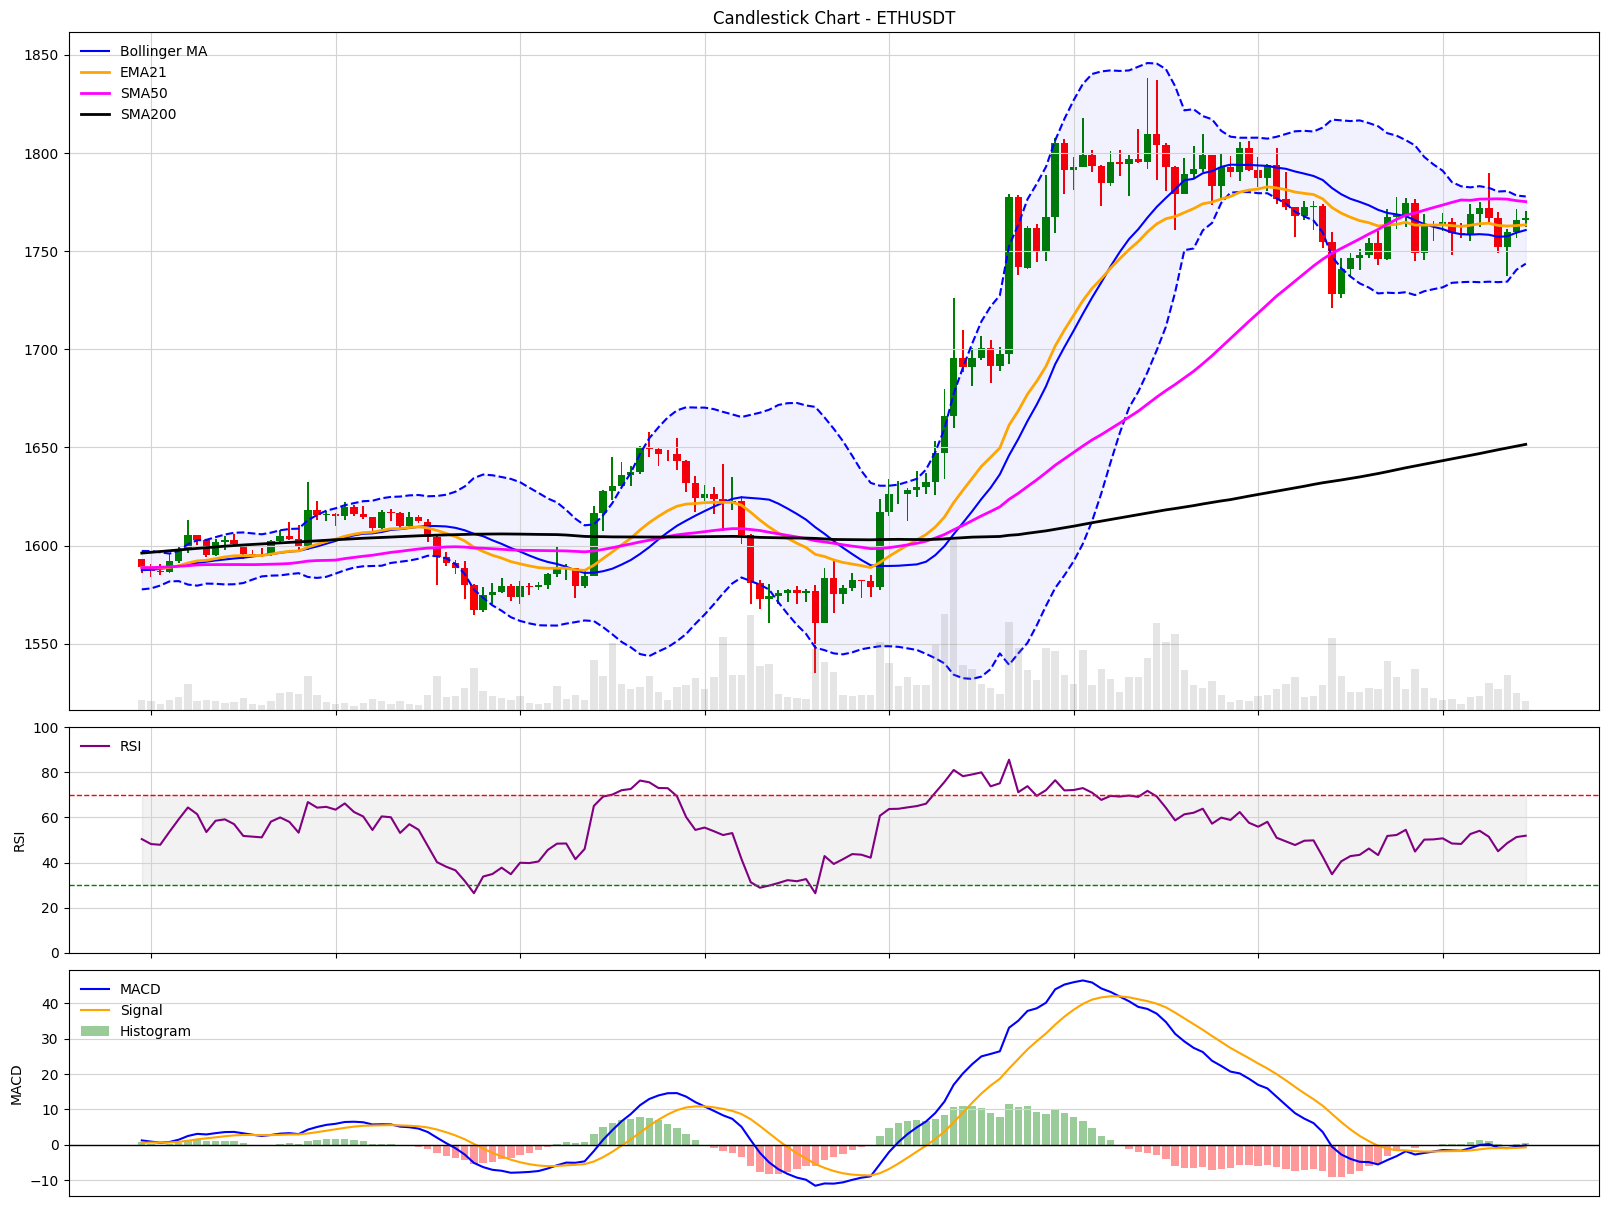 Candlestick Chart - ETHUSDT
Bollinger MA
EMA21
SMA50
SMA200
1850
1800
1750
1700
1650
1600
1550
RSI
RSI
100
80
60
40
20
0
MACD
MACD
Signal
Histogram
40
30
20
10
0
−10